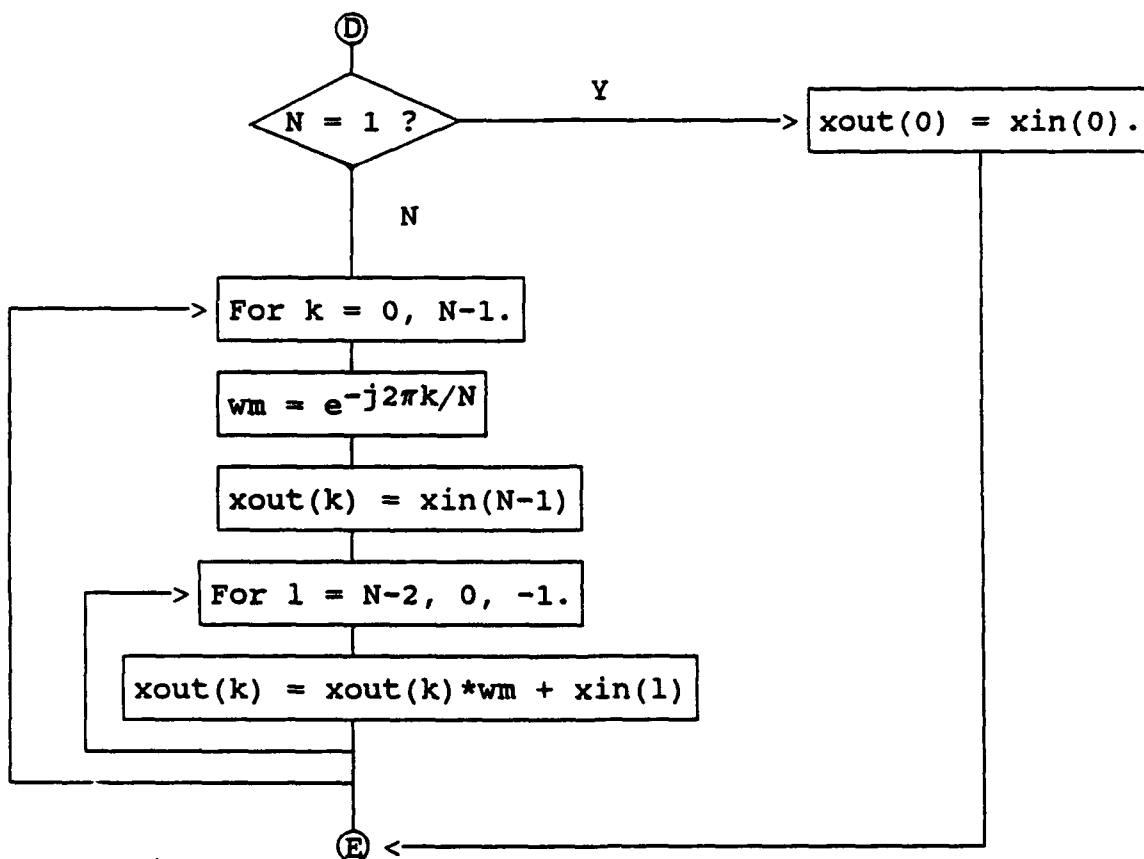 D
N = 1 ?
Y
xout(0) = xin(0).
N
For k = 0, N-1.
wm = e^-j2πk/N
xout(k) = xin(N-1)
For l = N-2, 0, -1.
xout(k) = xout(k)*wm + xin(l)
E